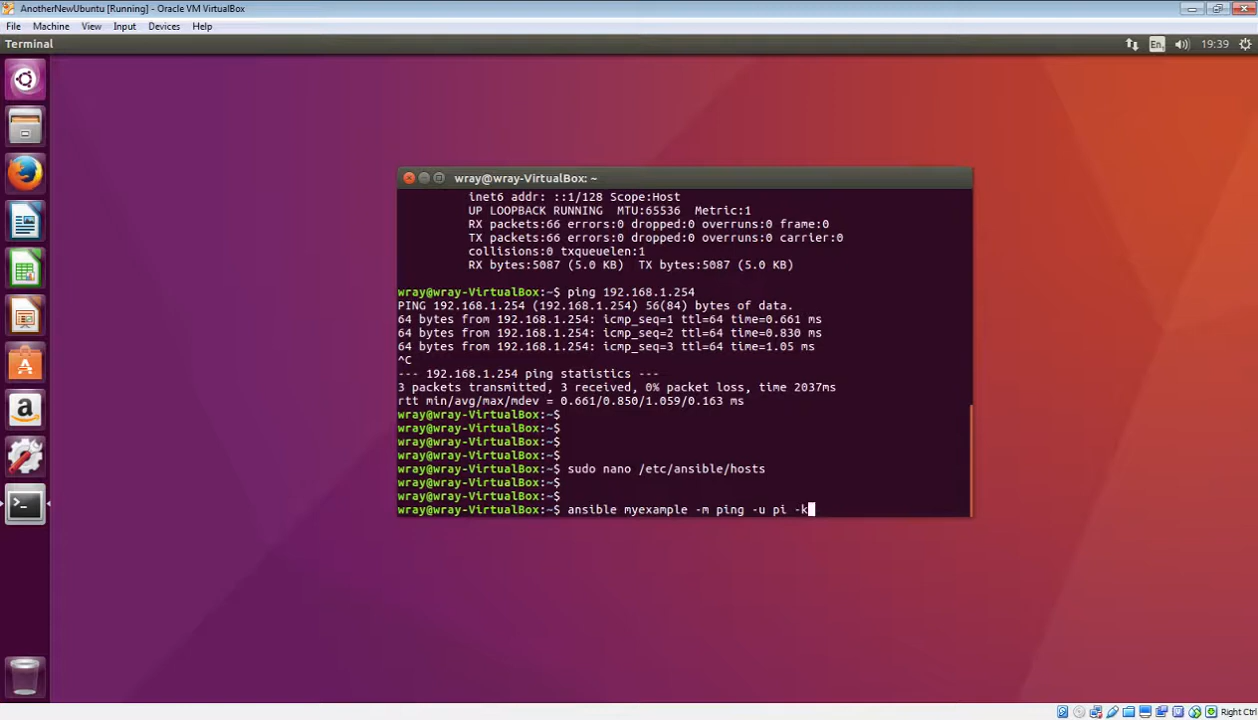 AnotherNewUbuntu [Running] - Oracle VM VirtualBox
File Machine View Input Devices Help
Terminal
En
19:39
wray@wray-VirtualBox: ~
inet6 addr: ::1/128 Scope:Host
UP LOOPBACK RUNNING  MTU:65536  Metric:1
RX packets:66 errors:0 dropped:0 overruns:0 frame:0
TX packets:66 errors:0 dropped:0 overruns:0 carrier:0
collisions:0 txqueuelen:1
RX bytes:5087 (5.0 KB)  TX bytes:5087 (5.0 KB)
wray@wray-VirtualBox:~$ ping 192.168.1.254
PING 192.168.1.254 (192.168.1.254) 56(84) bytes of data.
64 bytes from 192.168.1.254: icmp_seq=1 ttl=64 time=0.661 ms
64 bytes from 192.168.1.254: icmp_seq=2 ttl=64 time=0.830 ms
64 bytes from 192.168.1.254: icmp_seq=3 ttl=64 time=1.05 ms
^C
--- 192.168.1.254 ping statistics ---
3 packets transmitted, 3 received, 0% packet loss, time 2037ms
rtt min/avg/max/mdev = 0.661/0.850/1.059/0.163 ms
wray@wray-VirtualBox:~$
wray@wray-VirtualBox:~$
wray@wray-VirtualBox:~$
wray@wray-VirtualBox:~$
wray@wray-VirtualBox:~$ sudo nano /etc/ansible/hosts
wray@wray-VirtualBox:~$
wray@wray-VirtualBox:~$
wray@wray-VirtualBox:~$ ansible myexample -m ping -u pi -k
Right Ctrl